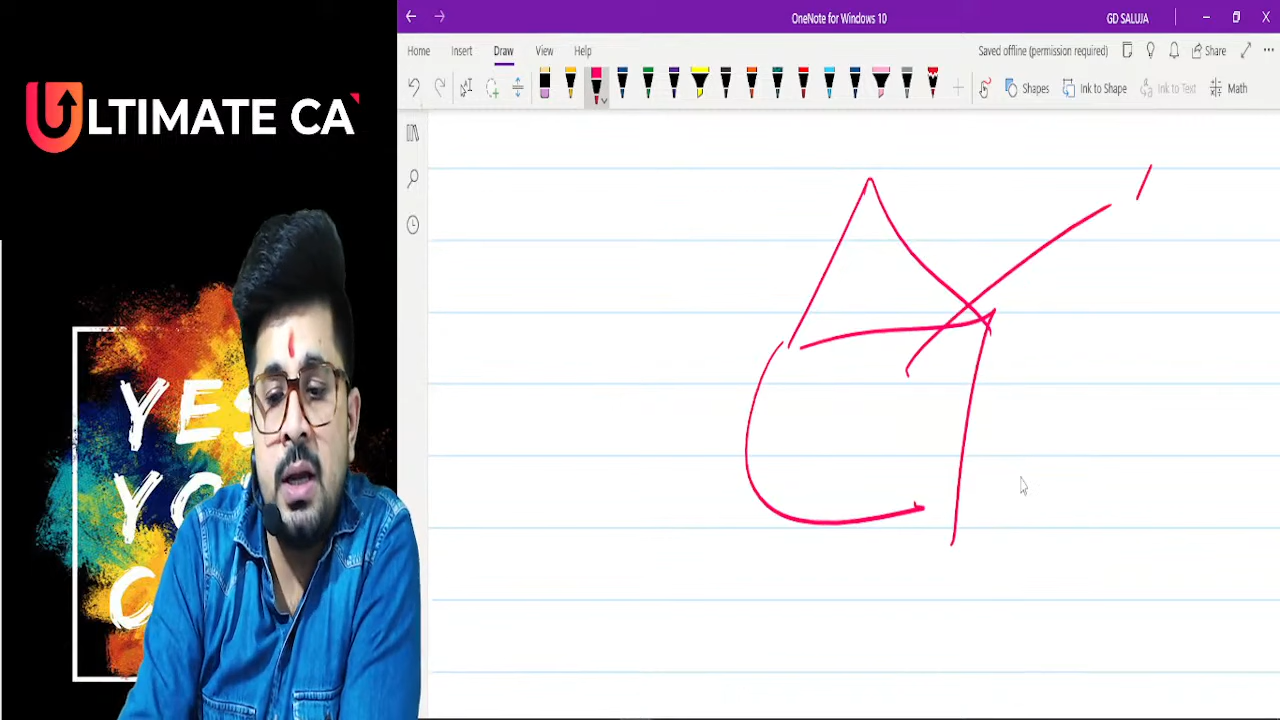 ULTIMATE CA
OneNote for Windows 10
GD SALUJA
Home Insert Draw View Help
Saved offline (permission required)
Share
Shapes
Ink to Shape
Ink to Text
Math
YES
YO
C